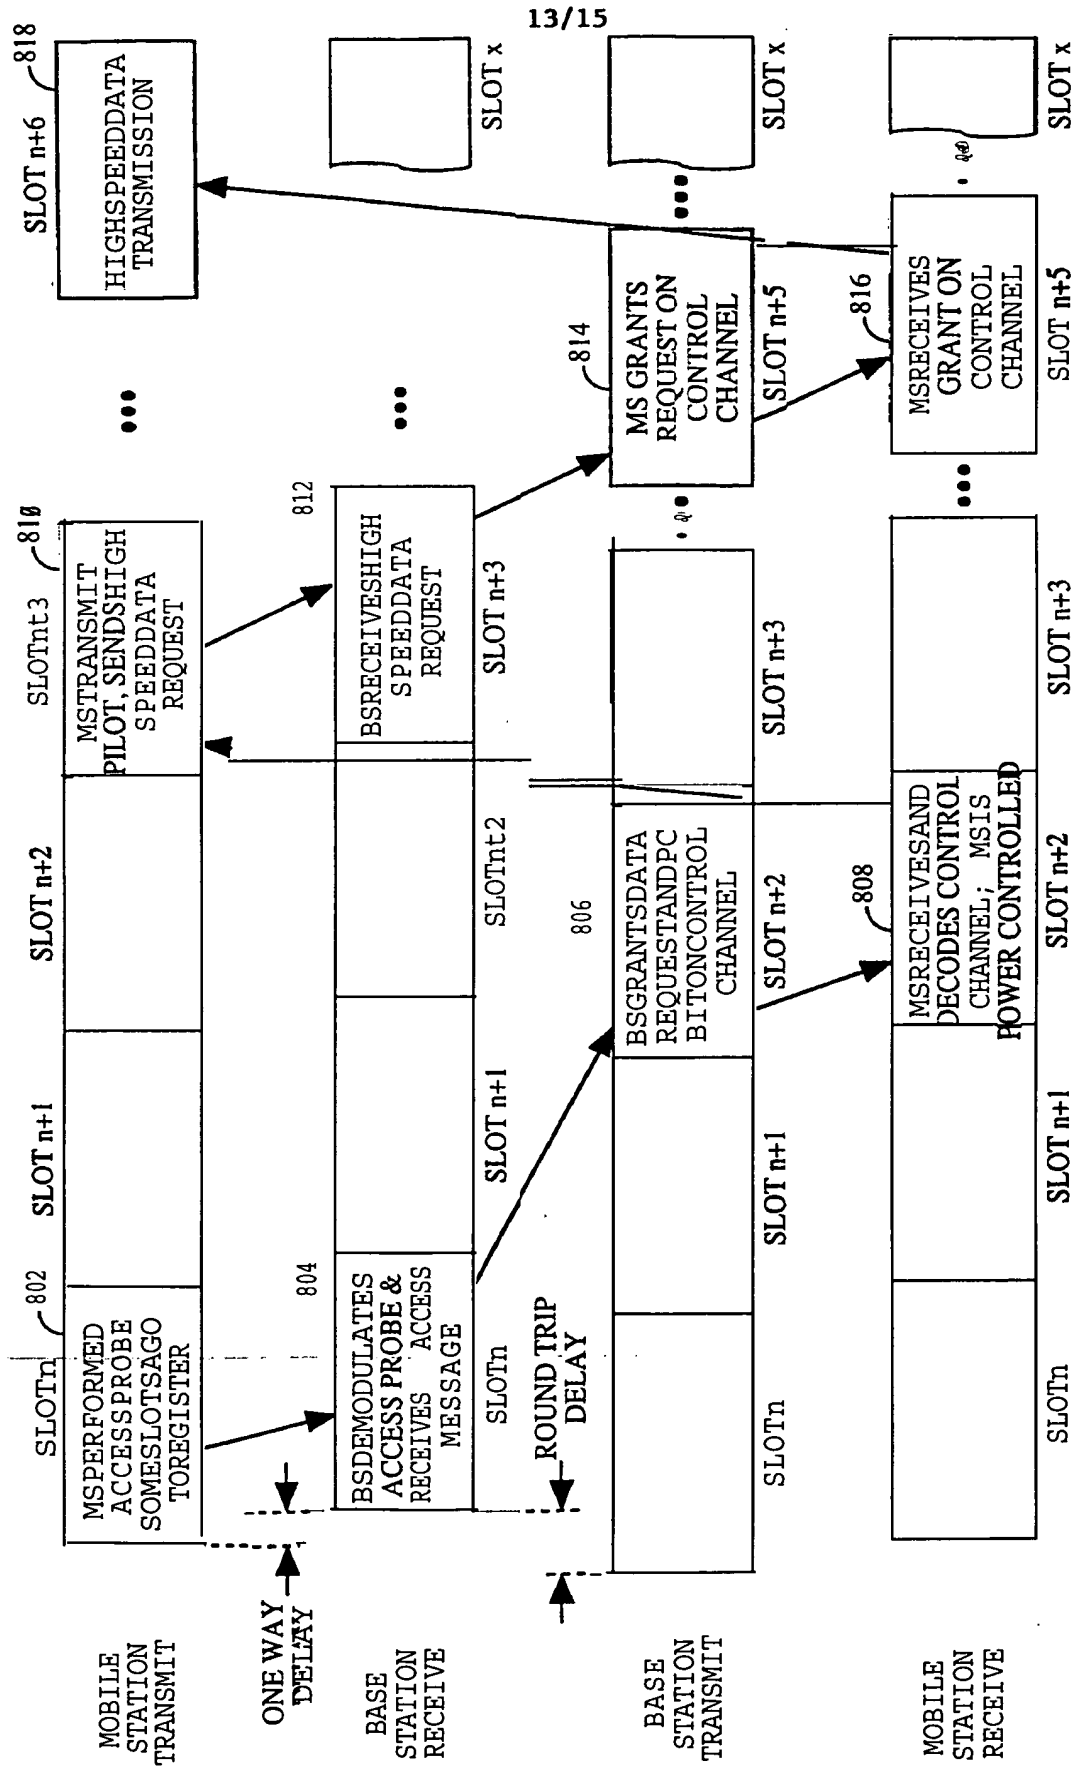 13/15
MOBILE
STATION
TRANSMIT
SLOTn
802
MSPERFORMED
ACCESSPROBE
SOMESLOTSAGO
TOREGISTER
SLOT n+1
SLOT n+2
SLOTnt3
810
MSTRANSMIT
PILOT, SENDSHIGH
SPEEDDATA
REQUEST
•••
SLOT n+6
818
HIGHSPEEDDATA
TRANSMISSION
ONE WAY
DELAY
BASE
STATION
RECEIVE
804
BSDEMODULATES
ACCESS PROBE &
RECEIVES ACCESS
MESSAGE
SLOTn
SLOT n+1
SLOTnt2
812
BSRECEIVESHIGH
SPEEDDATA
REQUEST
SLOT n+3
•••
SLOT x
ROUND TRIP
DELAY
BASE
STATION
TRANSMIT
SLOTn
SLOT n+1
806
BSGRANTSDATA
REQUESTANDPC
BITONCONTROL
CHANNEL
SLOT n+2
SLOT n+3
814
MS GRANTS
REQUEST ON
CONTROL
CHANNEL
SLOT n+5
•••
SLOT x
MOBILE
STATION
RECEIVE
SLOTn
SLOT n+1
808
MSRECEIVESAND
DECODES CONTROL
CHANNEL; MSIS
POWER CONTROLLED
SLOT n+2
SLOT n+3
•••
816
MSRECEIVES
GRANT ON
CONTROL
CHANNEL
SLOT n+5
SLOT x